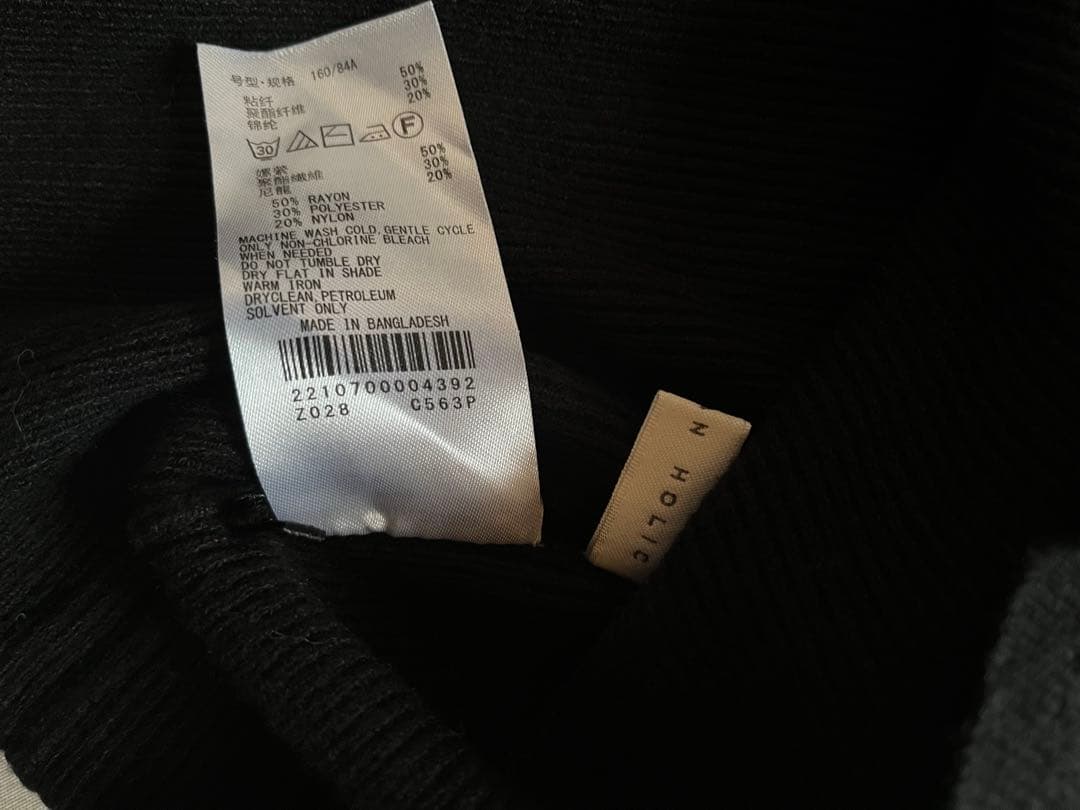 号型·规格 160/84A
粘纤 50%
聚酯纤维 30%
锦纶 20%
30 F
嫘縈 50%
聚酯纖維 30%
尼龍 20%
50% RAYON
30% POLYESTER
20% NYLON
MACHINE WASH COLD, GENTLE CYCLE
ONLY NON-CHLORINE BLEACH
WHEN NEEDED
DO NOT TUMBLE DRY
DRY FLAT IN SHADE
WARM IRON
DRYCLEAN, PETROLEUM
SOLVENT ONLY
MADE IN BANGLADESH
2210700004392
Z028 C563P
N HOLIC